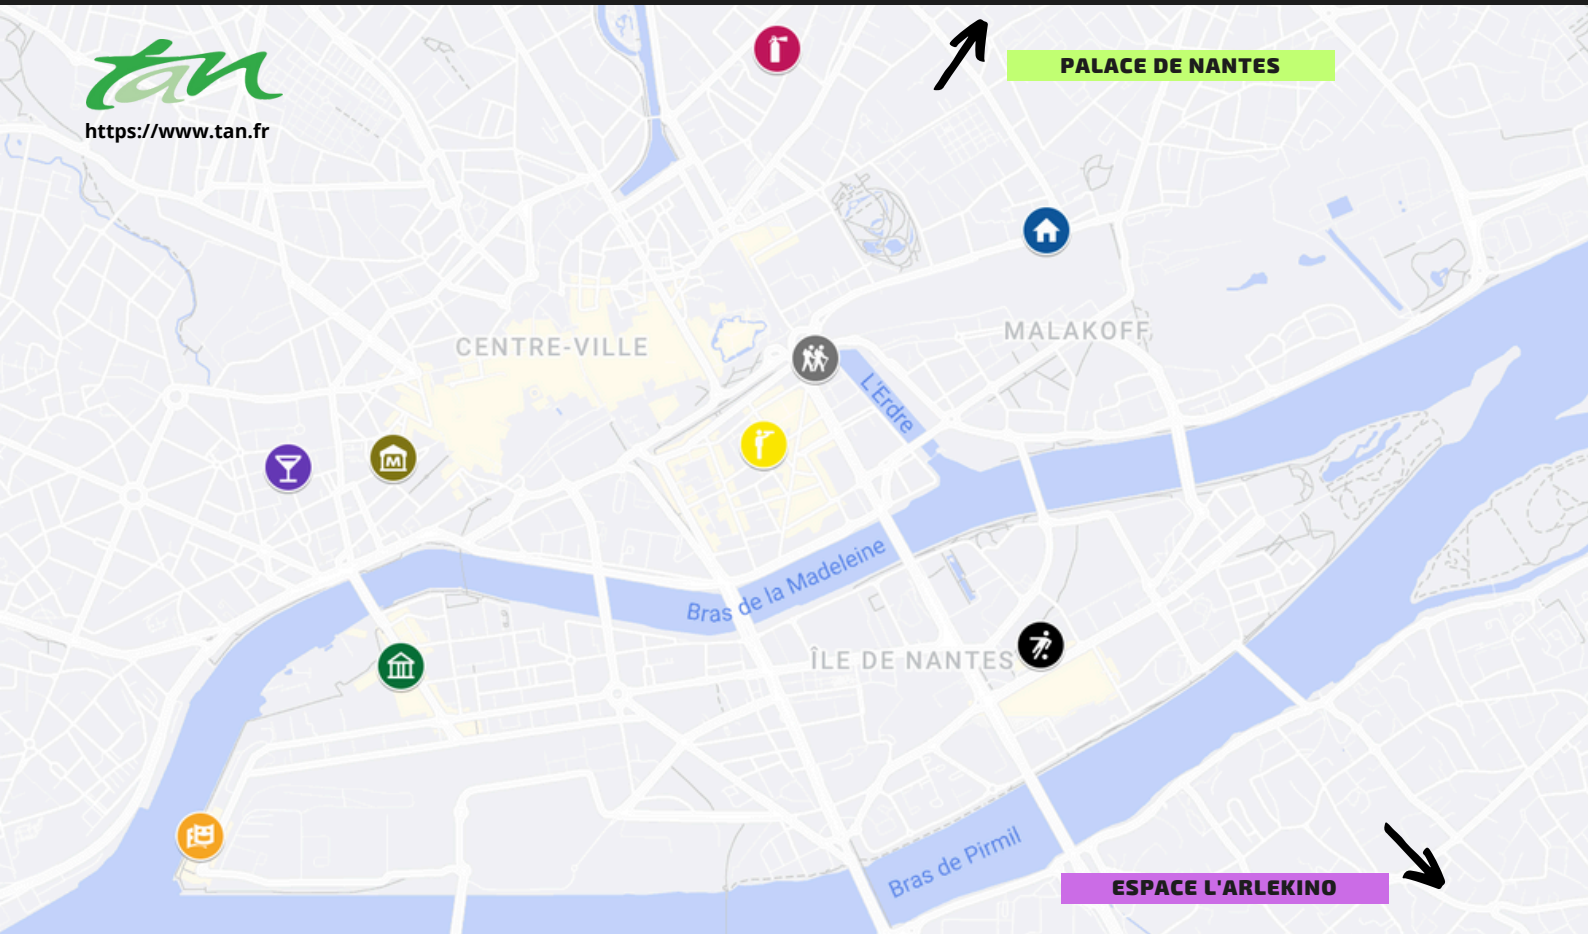 tan
https://www.tan.fr
PALACE DE NANTES
CENTRE-VILLE
MALAKOFF
L'Erdre
M
Bras de la Madeleine
ÎLE DE NANTES
Bras de Pirmil
ESPACE L'ARLEKINO